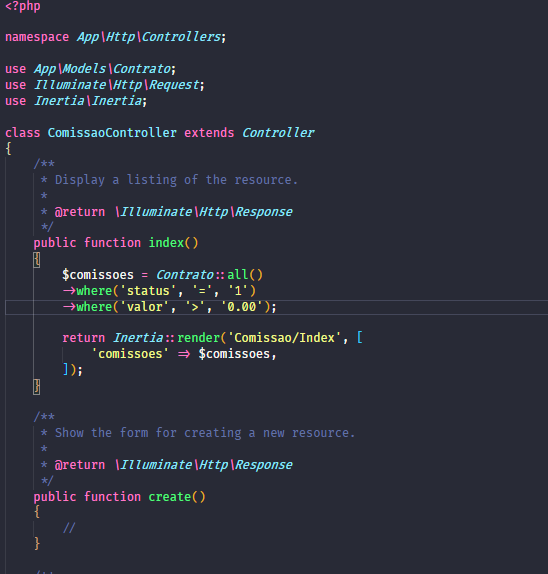 <?php
namespace App\Http\Controllers;
use App\Models\Contrato;
use Illuminate\Http\Request;
use Inertia\Inertia;
class ComissaoController extends Controller
{
/**
* Display a listing of the resource.
*
* @return \Illuminate\Http\Response
*/
public function index()
{
$comissoes = Contrato::all()
->where('status', '=', '1')
->where('valor', '>', '0.00');
return Inertia::render('Comissao/Index', [
'comissoes' => $comissoes,
]);
}
/**
* Show the form for creating a new resource.
*
* @return \Illuminate\Http\Response
*/
public function create()
{
//
}